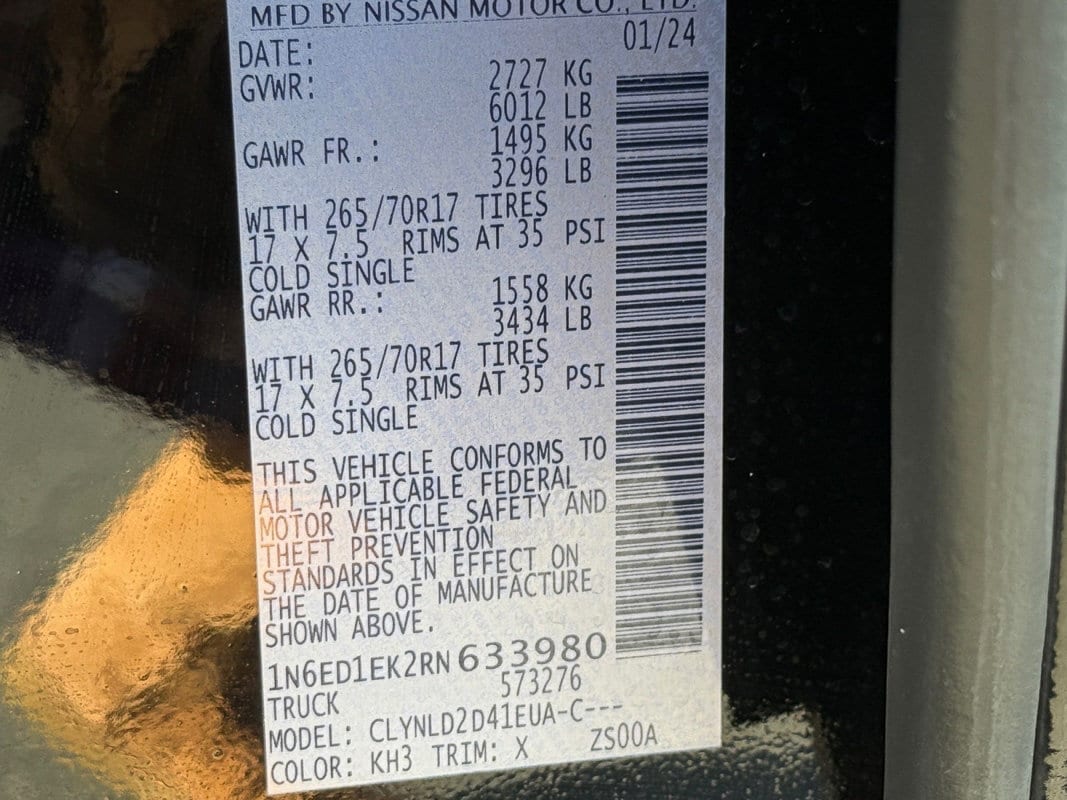 MFD BY NISSAN MOTOR CO., LTD.
DATE: 01/24
GVWR: 2727 KG
6012 LB
GAWR FR.: 1495 KG
3296 LB
WITH 265/70R17 TIRES
17 X 7.5 RIMS AT 35 PSI
COLD SINGLE
GAWR RR.: 1558 KG
3434 LB
WITH 265/70R17 TIRES
17 X 7.5 RIMS AT 35 PSI
COLD SINGLE
THIS VEHICLE CONFORMS TO
ALL APPLICABLE FEDERAL
MOTOR VEHICLE SAFETY AND
THEFT PREVENTION
STANDARDS IN EFFECT ON
THE DATE OF MANUFACTURE
SHOWN ABOVE.
1N6ED1EK2RN 633980
TRUCK 573276
MODEL: CLYNLD2D41EUA-C---
COLOR: KH3 TRIM: X ZS00A